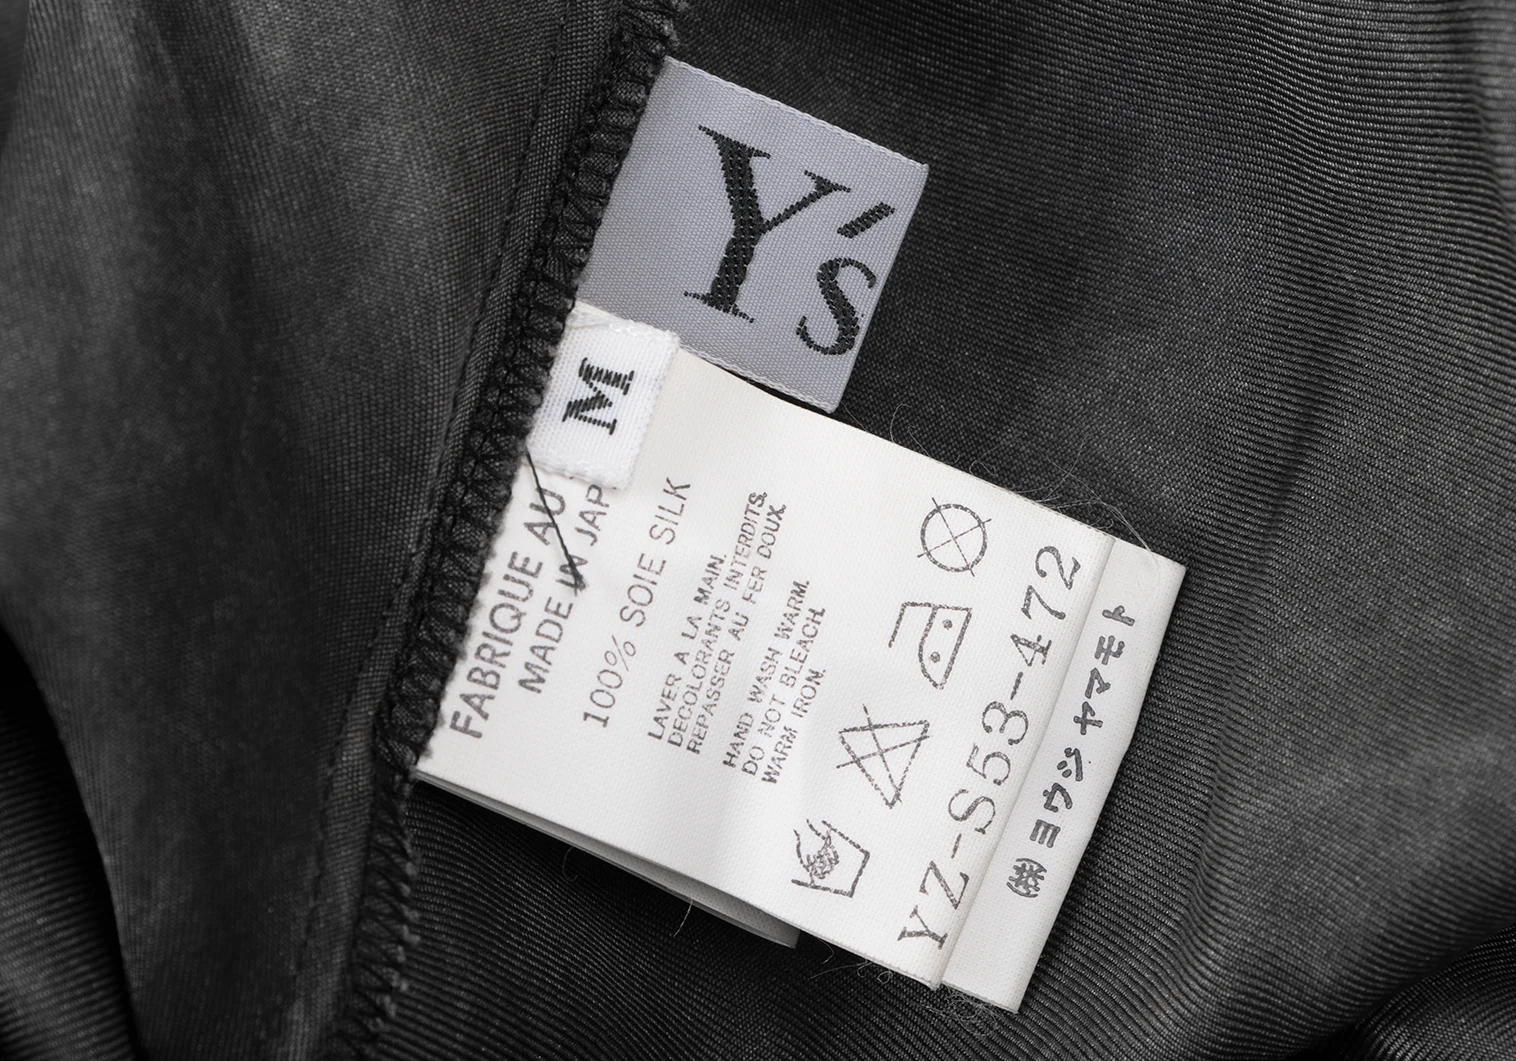 Y's
M
FABRIQUE AU
MADE IN JAP
100% SOIE SILK
LAVER A LA MAIN.
DECOLORANTS INTERDITS.
REPASSER AU FER DOUX.
HAND WASH WARM.
DO NOT BLEACH.
WARM IRON.
YZ-S53-472
㈱ ヨウジ ヤマモト